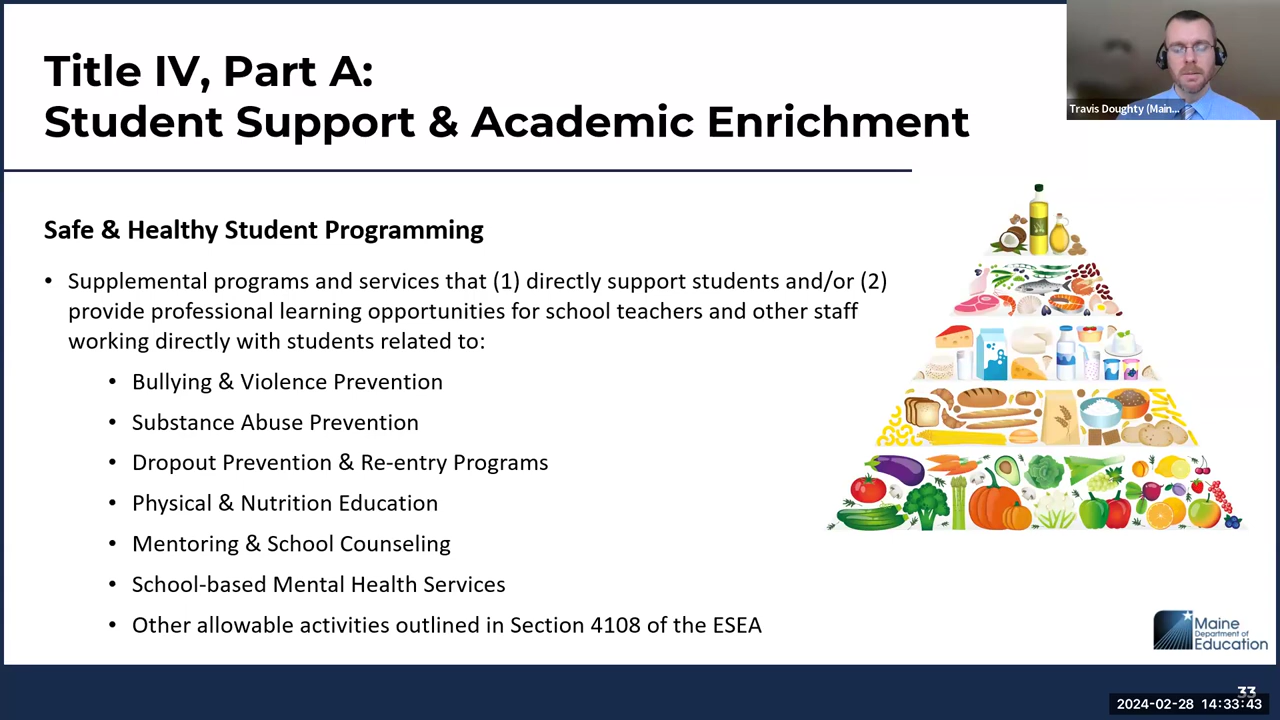 Title IV, Part A:
Student Support & Academic Enrichment
Travis Doughty (Main...
Safe & Healthy Student Programming
• Supplemental programs and services that (1) directly support students and/or (2)
provide professional learning opportunities for school teachers and other staff
working directly with students related to:
• Bullying & Violence Prevention
• Substance Abuse Prevention
• Dropout Prevention & Re-entry Programs
• Physical & Nutrition Education
• Mentoring & School Counseling
• School-based Mental Health Services
• Other allowable activities outlined in Section 4108 of the ESEA
Maine
Department of
Education
33
2024-02-28 14:33:43